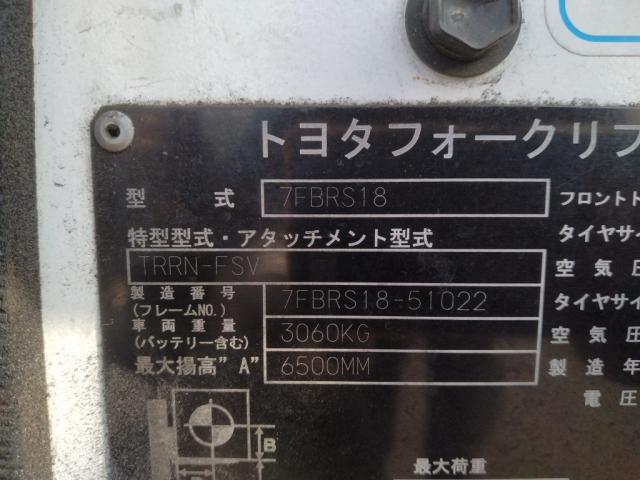 トヨタフォークリフ
型 式 7FBRS18 フロント
特型型式・アタッチメント型式 タイヤサイ
TRRN-FSV 空気圧
製造番号 7FBRS18-51022 タイヤサイ
(フレームNO.)
車両重量 3060KG 空気圧
(バッテリー含む)
最大揚高"A" 6500MM 製造年
電圧
B
最大荷重